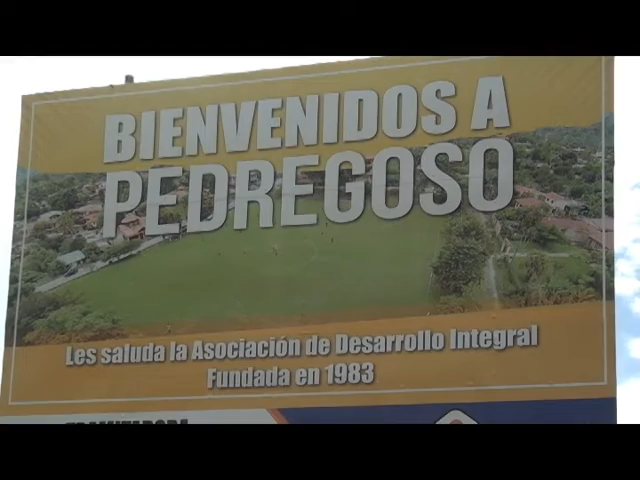 BIENVENIDOS A
PEDREGOSO
Les saluda la Asociación de Desarrollo Integral
Fundada en 1983